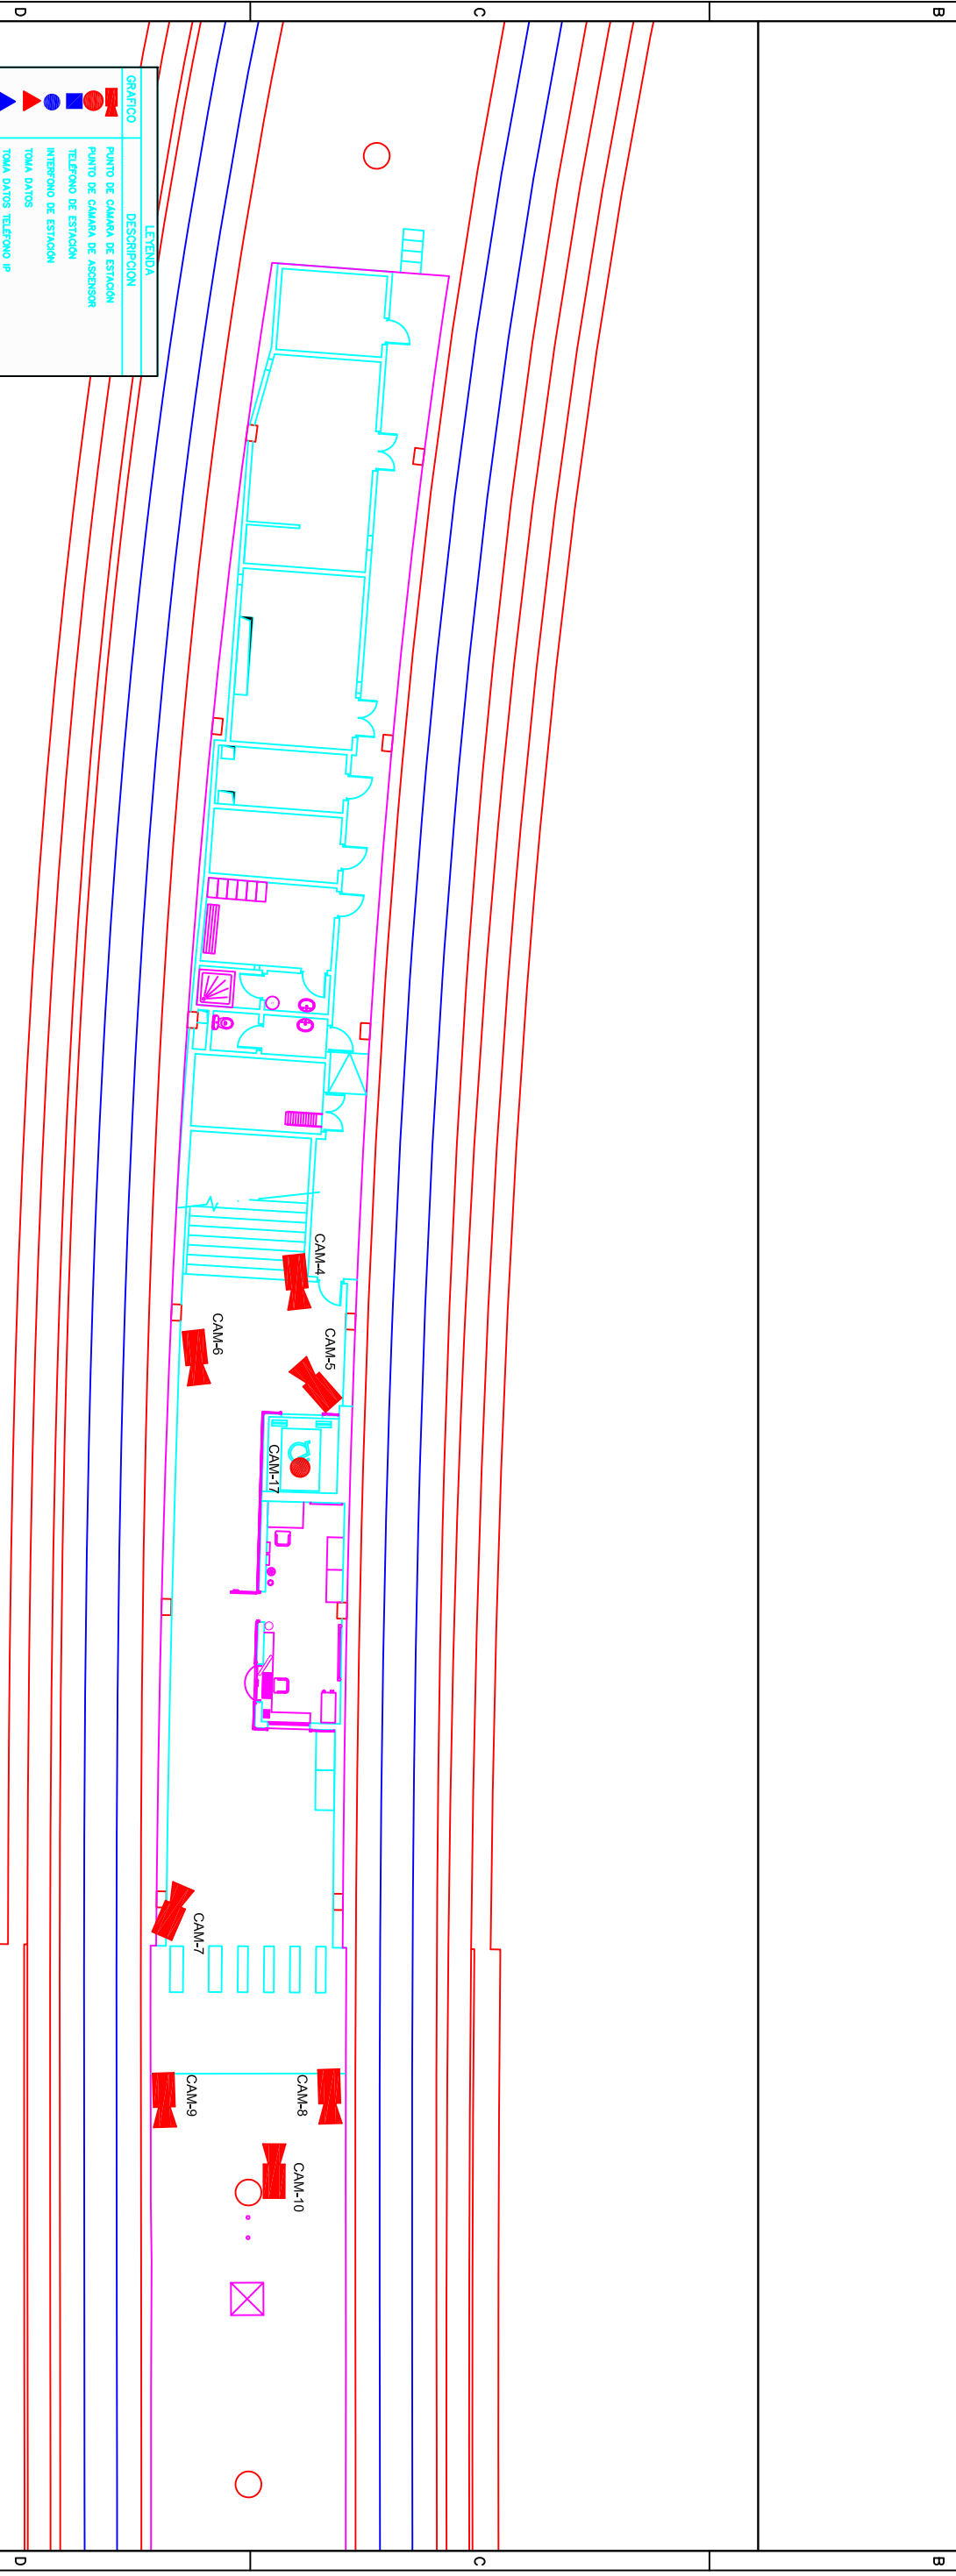 B
C
D
LEYENDA
GRAFICO DESCRIPCION
PUNTO DE CÁMARA DE ESTACIÓN
PUNTO DE CÁMARA DE ASCENSOR
TELÉFONO DE ESTACIÓN
INTERFONO DE ESTACIÓN
TOMA DATOS
TOMA DATOS TELÉFONO IP
CAM-4
CAM-5
CAM-6
CAM-17
CAM-7
CAM-8
CAM-9
CAM-10
B
C
D